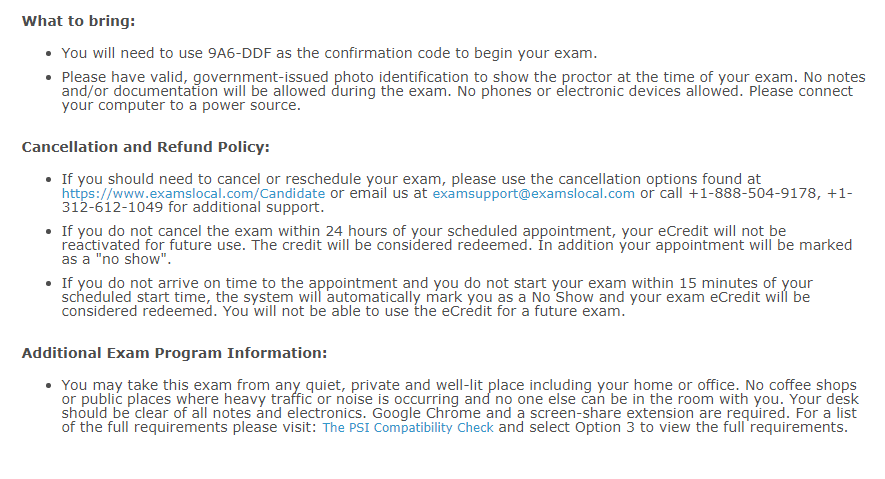 What to bring:
You will need to use 9A6-DDF as the confirmation code to begin your exam.
Please have valid, government-issued photo identification to show the proctor at the time of your exam. No notes
and/or documentation will be allowed during the exam. No phones or electronic devices allowed. Please connect
your computer to a power source.
Cancellation and Refund Policy:
If you should need to cancel or reschedule your exam, please use the cancellation options found at
https://www.examslocal.com/Candidate or email us at examsupport@examslocal.com or call +1-888-504-9178, +1-
312-612-1049 for additional support.
If you do not cancel the exam within 24 hours of your scheduled appointment, your eCredit will not be
reactivated for future use. The credit will be considered redeemed. In addition your appointment will be marked
as a "no show".
If you do not arrive on time to the appointment and you do not start your exam within 15 minutes of your
scheduled start time, the system will automatically mark you as a No Show and your exam eCredit will be
considered redeemed. You will not be able to use the eCredit for a future exam.
Additional Exam Program Information:
You may take this exam from any quiet, private and well-lit place including your home or office. No coffee shops
or public places where heavy traffic or noise is occurring and no one else can be in the room with you. Your desk
should be clear of all notes and electronics. Google Chrome and a screen-share extension are required. For a list
of the full requirements please visit: The PSI Compatibility Check and select Option 3 to view the full requirements.